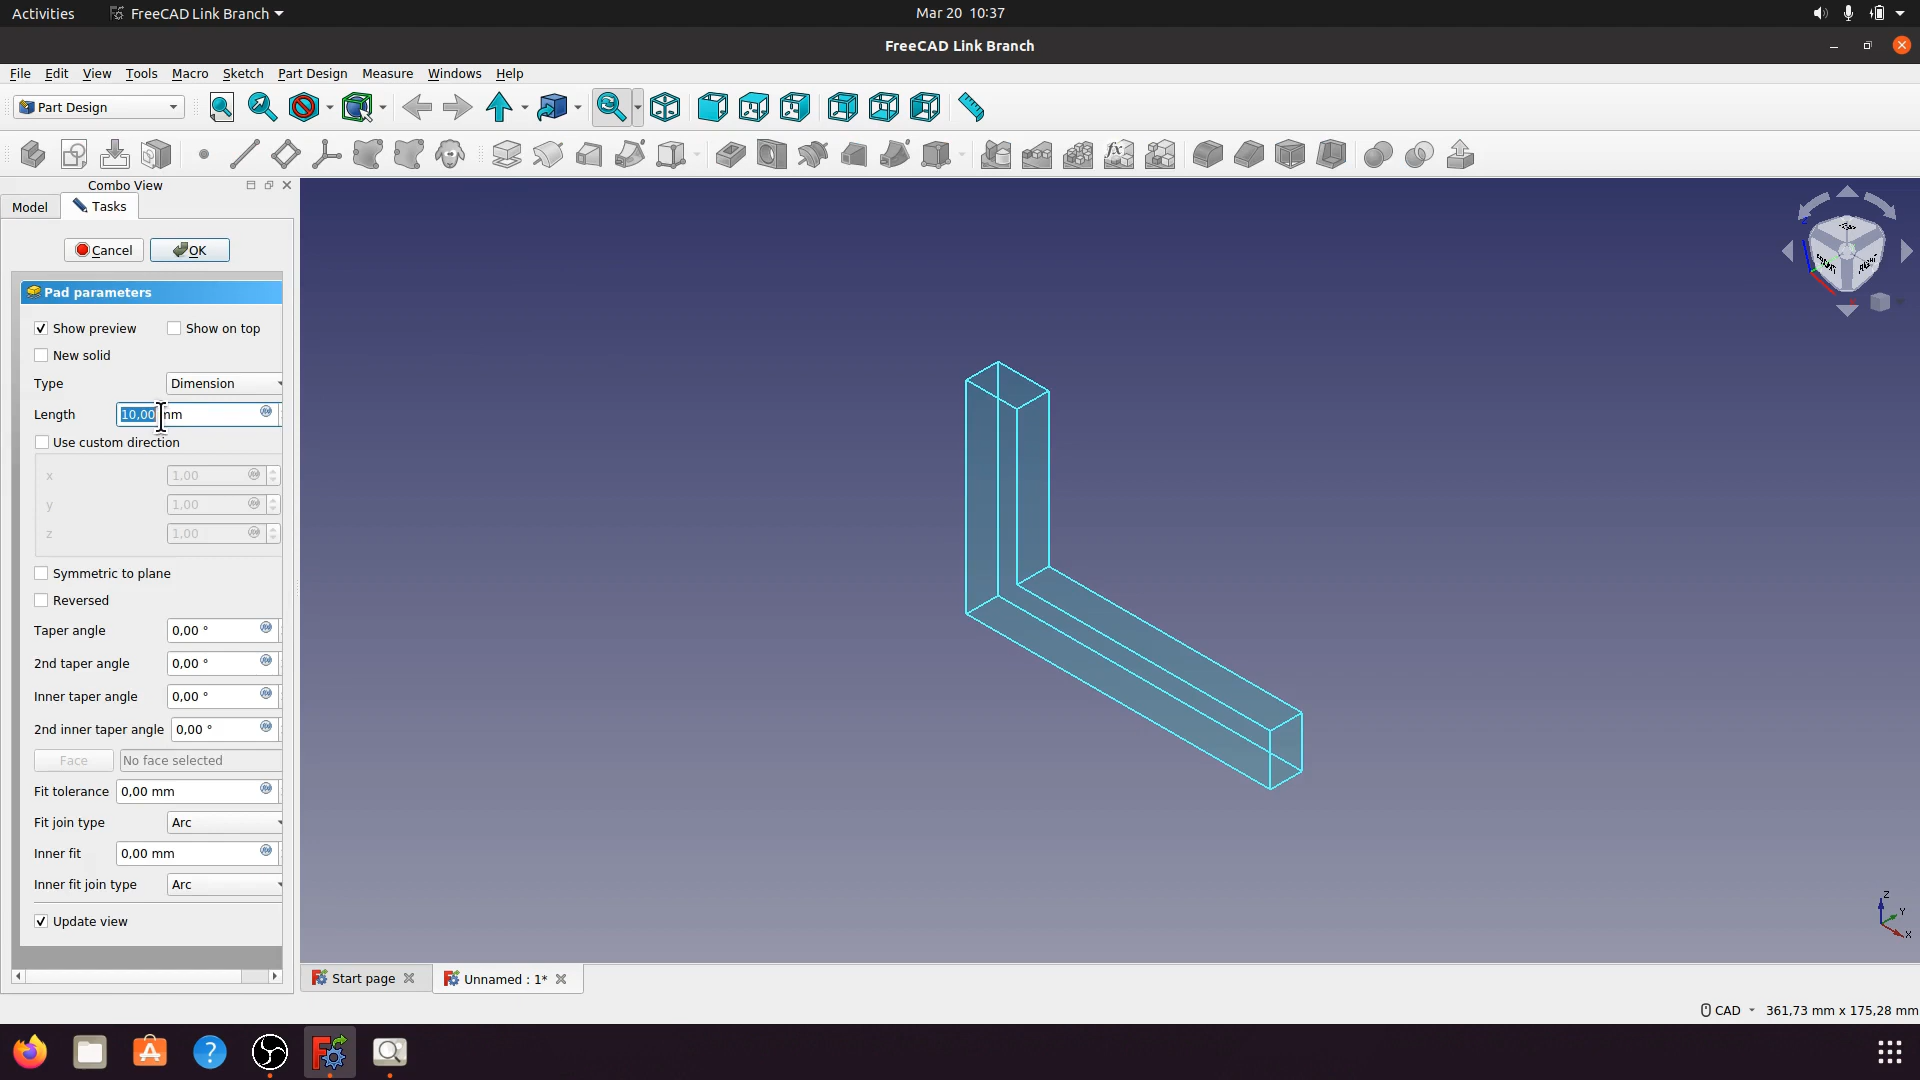 Activities FreeCAD Link Branch Mar 20 10:37
FreeCAD Link Branch
File Edit View Tools Macro Sketch Part Design Measure Windows Help
Part Design
Combo View
Model Tasks
Cancel OK
Pad parameters
Show preview Show on top
New solid
Type Dimension
Length 10,00 mm
Use custom direction
x 1,00
y 1,00
z 1,00
Symmetric to plane
Reversed
Taper angle 0,00 °
2nd taper angle 0,00 °
Inner taper angle 0,00 °
2nd inner taper angle 0,00 °
Face No face selected
Fit tolerance 0,00 mm
Fit join type Arc
Inner fit 0,00 mm
Inner fit join type Arc
Update view
FRONT RIGHT
Z
Y
X
Start page Unnamed : 1*
CAD 361,73 mm x 175,28 mm